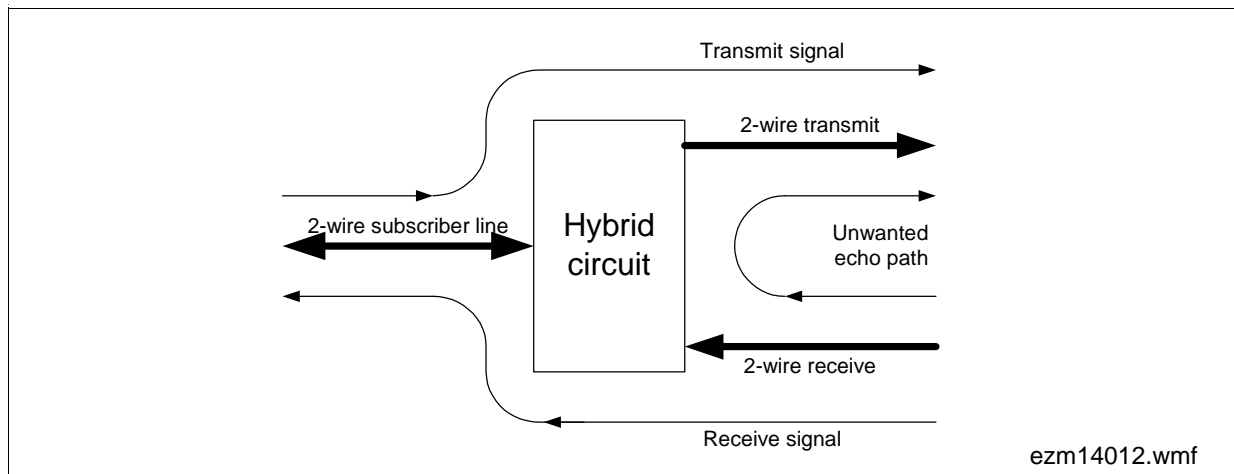 Transmit signal
2-wire transmit
2-wire subscriber line
Hybrid
circuit
Unwanted
echo path
2-wire receive
Receive signal
ezm14012.wmf